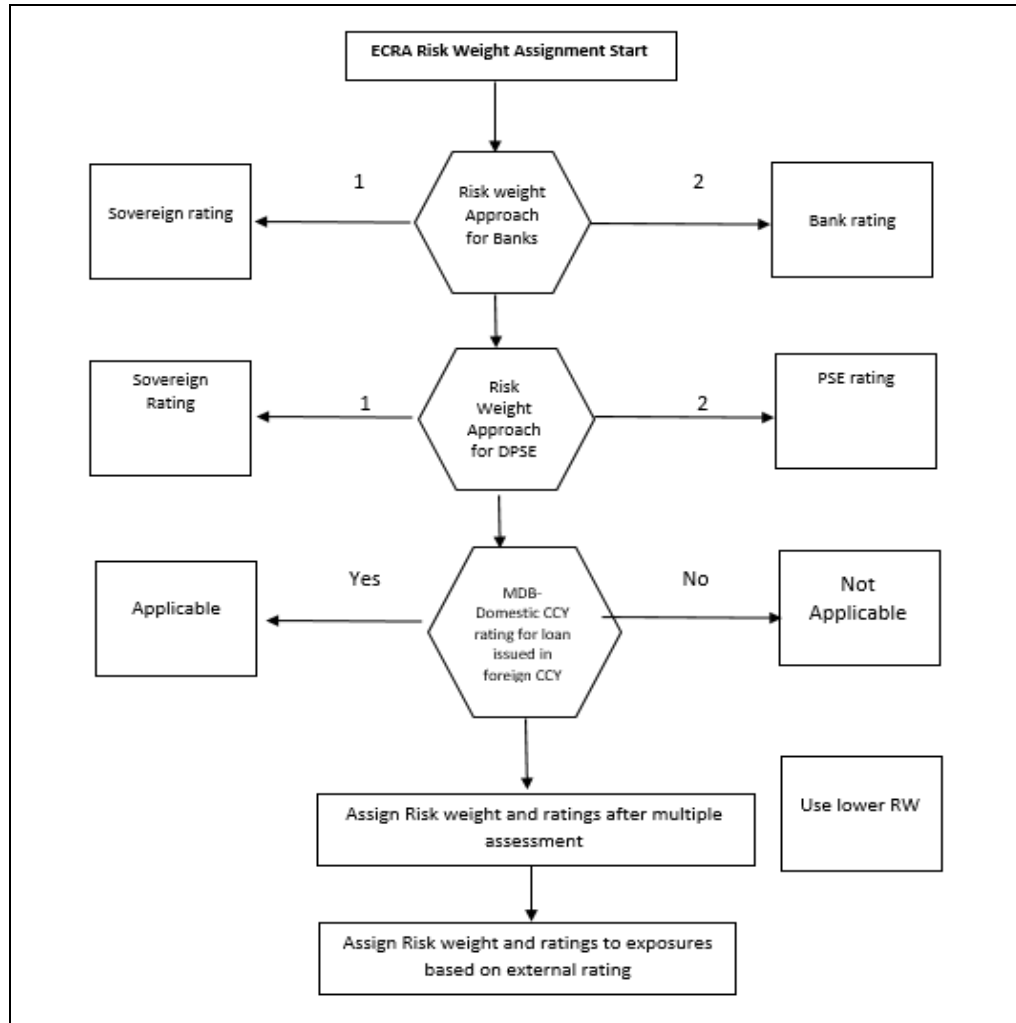 ECRA Risk Weight Assignment Start
1
2
Sovereign rating
Risk weight
Approach
for Banks
Bank rating
Sovereign
Rating
1
Risk
Weight
Approach
for DPSE
2
PSE rating
Applicable
Yes
MDB-
Domestic CCY
rating for loan
issued in
foreign CCY
No
Not
Applicable
Assign Risk weight and ratings after multiple
assessment
Use lower RW
Assign Risk weight and ratings to exposures
based on external rating